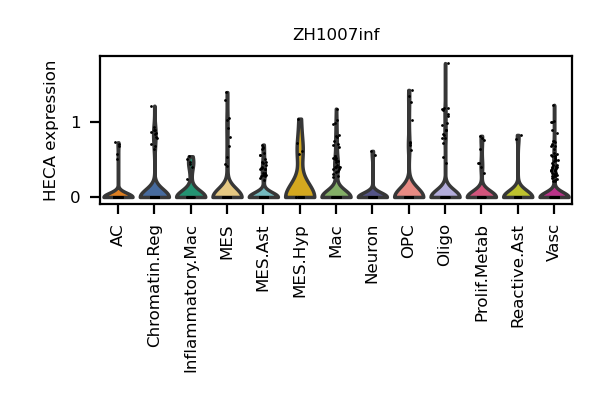 ZH1007inf
HECA expression
1
0
AC
Chromatin.Reg
Inflammatory.Mac
MES
MES.Ast
MES.Hyp
Mac
Neuron
OPC
Oligo
Prolif.Metab
Reactive.Ast
Vasc